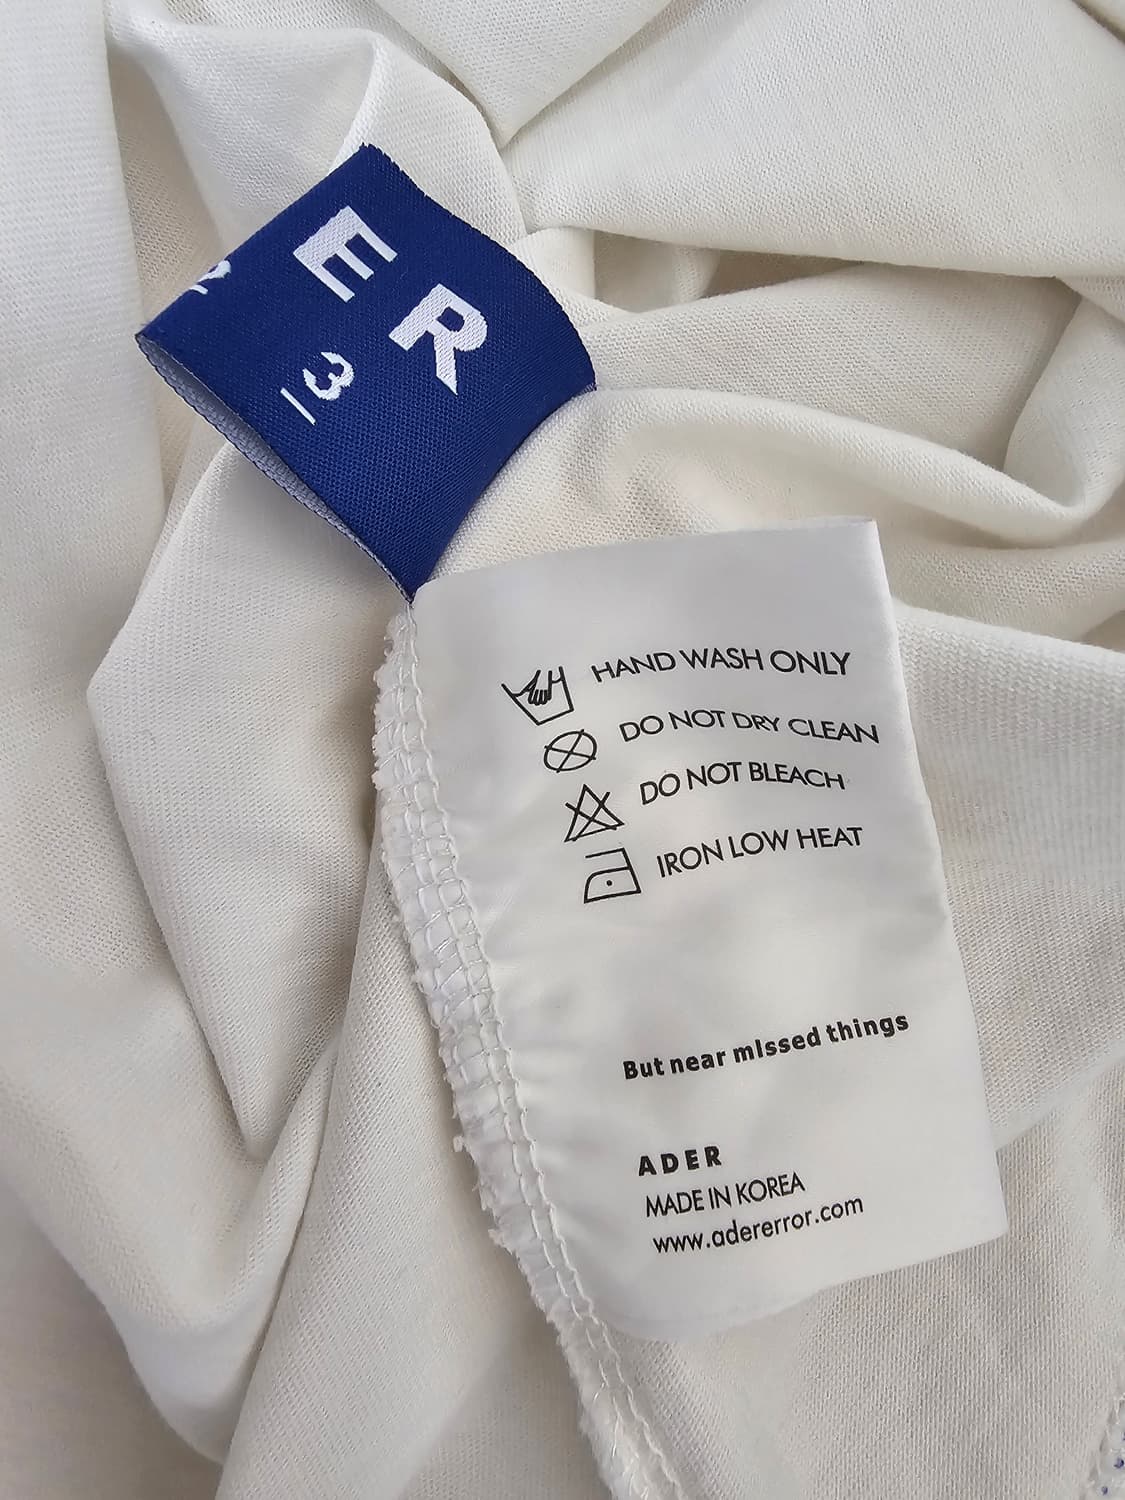 ER
3
HAND WASH ONLY
DO NOT DRY CLEAN
DO NOT BLEACH
IRON LOW HEAT
But near mIssed things
ADER
MADE IN KOREA
www.adererror.com